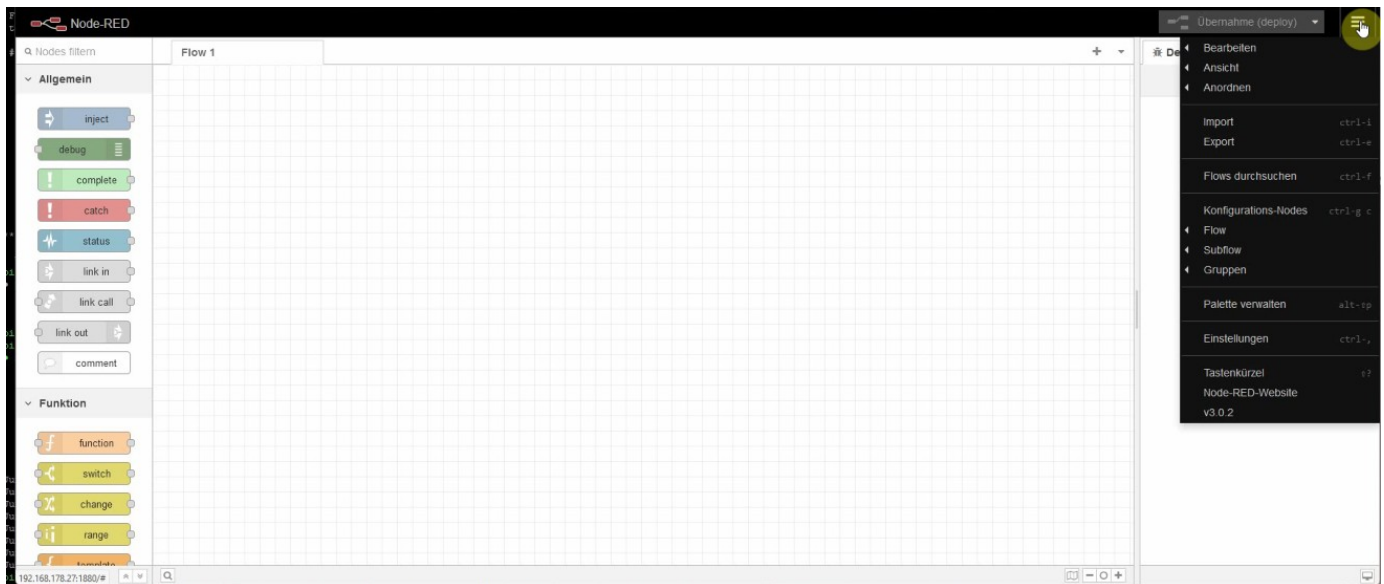 Node-RED
Übernahme (deploy)
Nodes filtern
Flow 1
De
Bearbeiten
Ansicht
Anordnen
Import ctrl-i
Export ctrl-e
Flows durchsuchen ctrl-f
Konfigurations-Nodes ctrl-g c
Flow
Subflow
Gruppen
Palette verwalten alt-⇧p
Einstellungen ctrl-,
Tastenkürzel ⇧?
Node-RED-Website
v3.0.2
Allgemein
inject
debug
complete
catch
status
link in
link call
link out
comment
Funktion
function
switch
change
range
template
192.168.178.27:1880/#